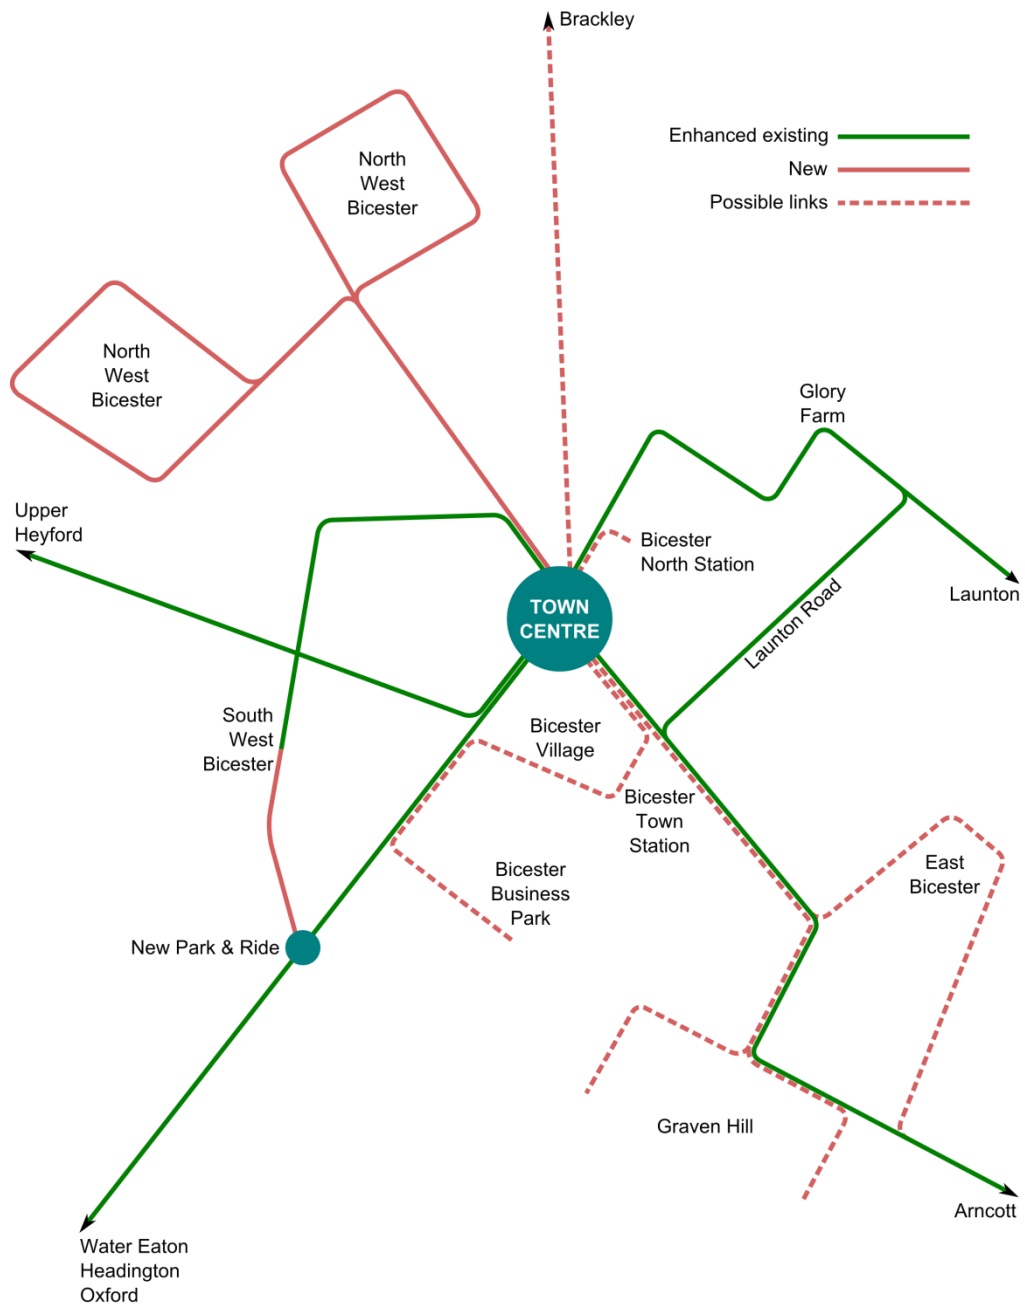 Brackley
Enhanced existing
New
Possible links
North
West
Bicester
North
West
Bicester
Glory
Farm
Upper
Heyford
Bicester
North Station
Launton
TOWN
CENTRE
Launton Road
South
West
Bicester
Bicester
Village
Bicester
Town
Station
Bicester
Business
Park
East
Bicester
New Park & Ride
Graven Hill
Arncott
Water Eaton
Headington
Oxford